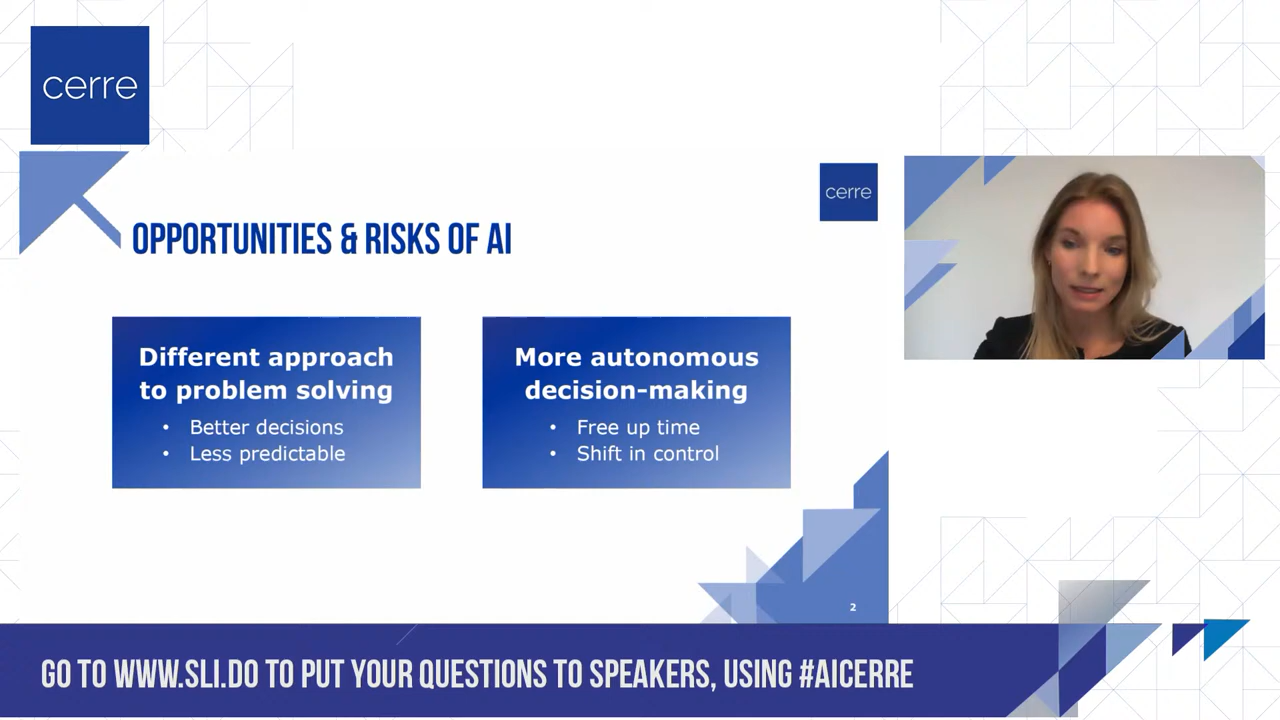 cerre
cerre
OPPORTUNITIES & RISKS OF AI
Different approach
to problem solving
• Better decisions
• Less predictable
More autonomous
decision-making
• Free up time
• Shift in control
2
GO TO WWW.SLI.DO TO PUT YOUR QUESTIONS TO SPEAKERS, USING #AICERRE